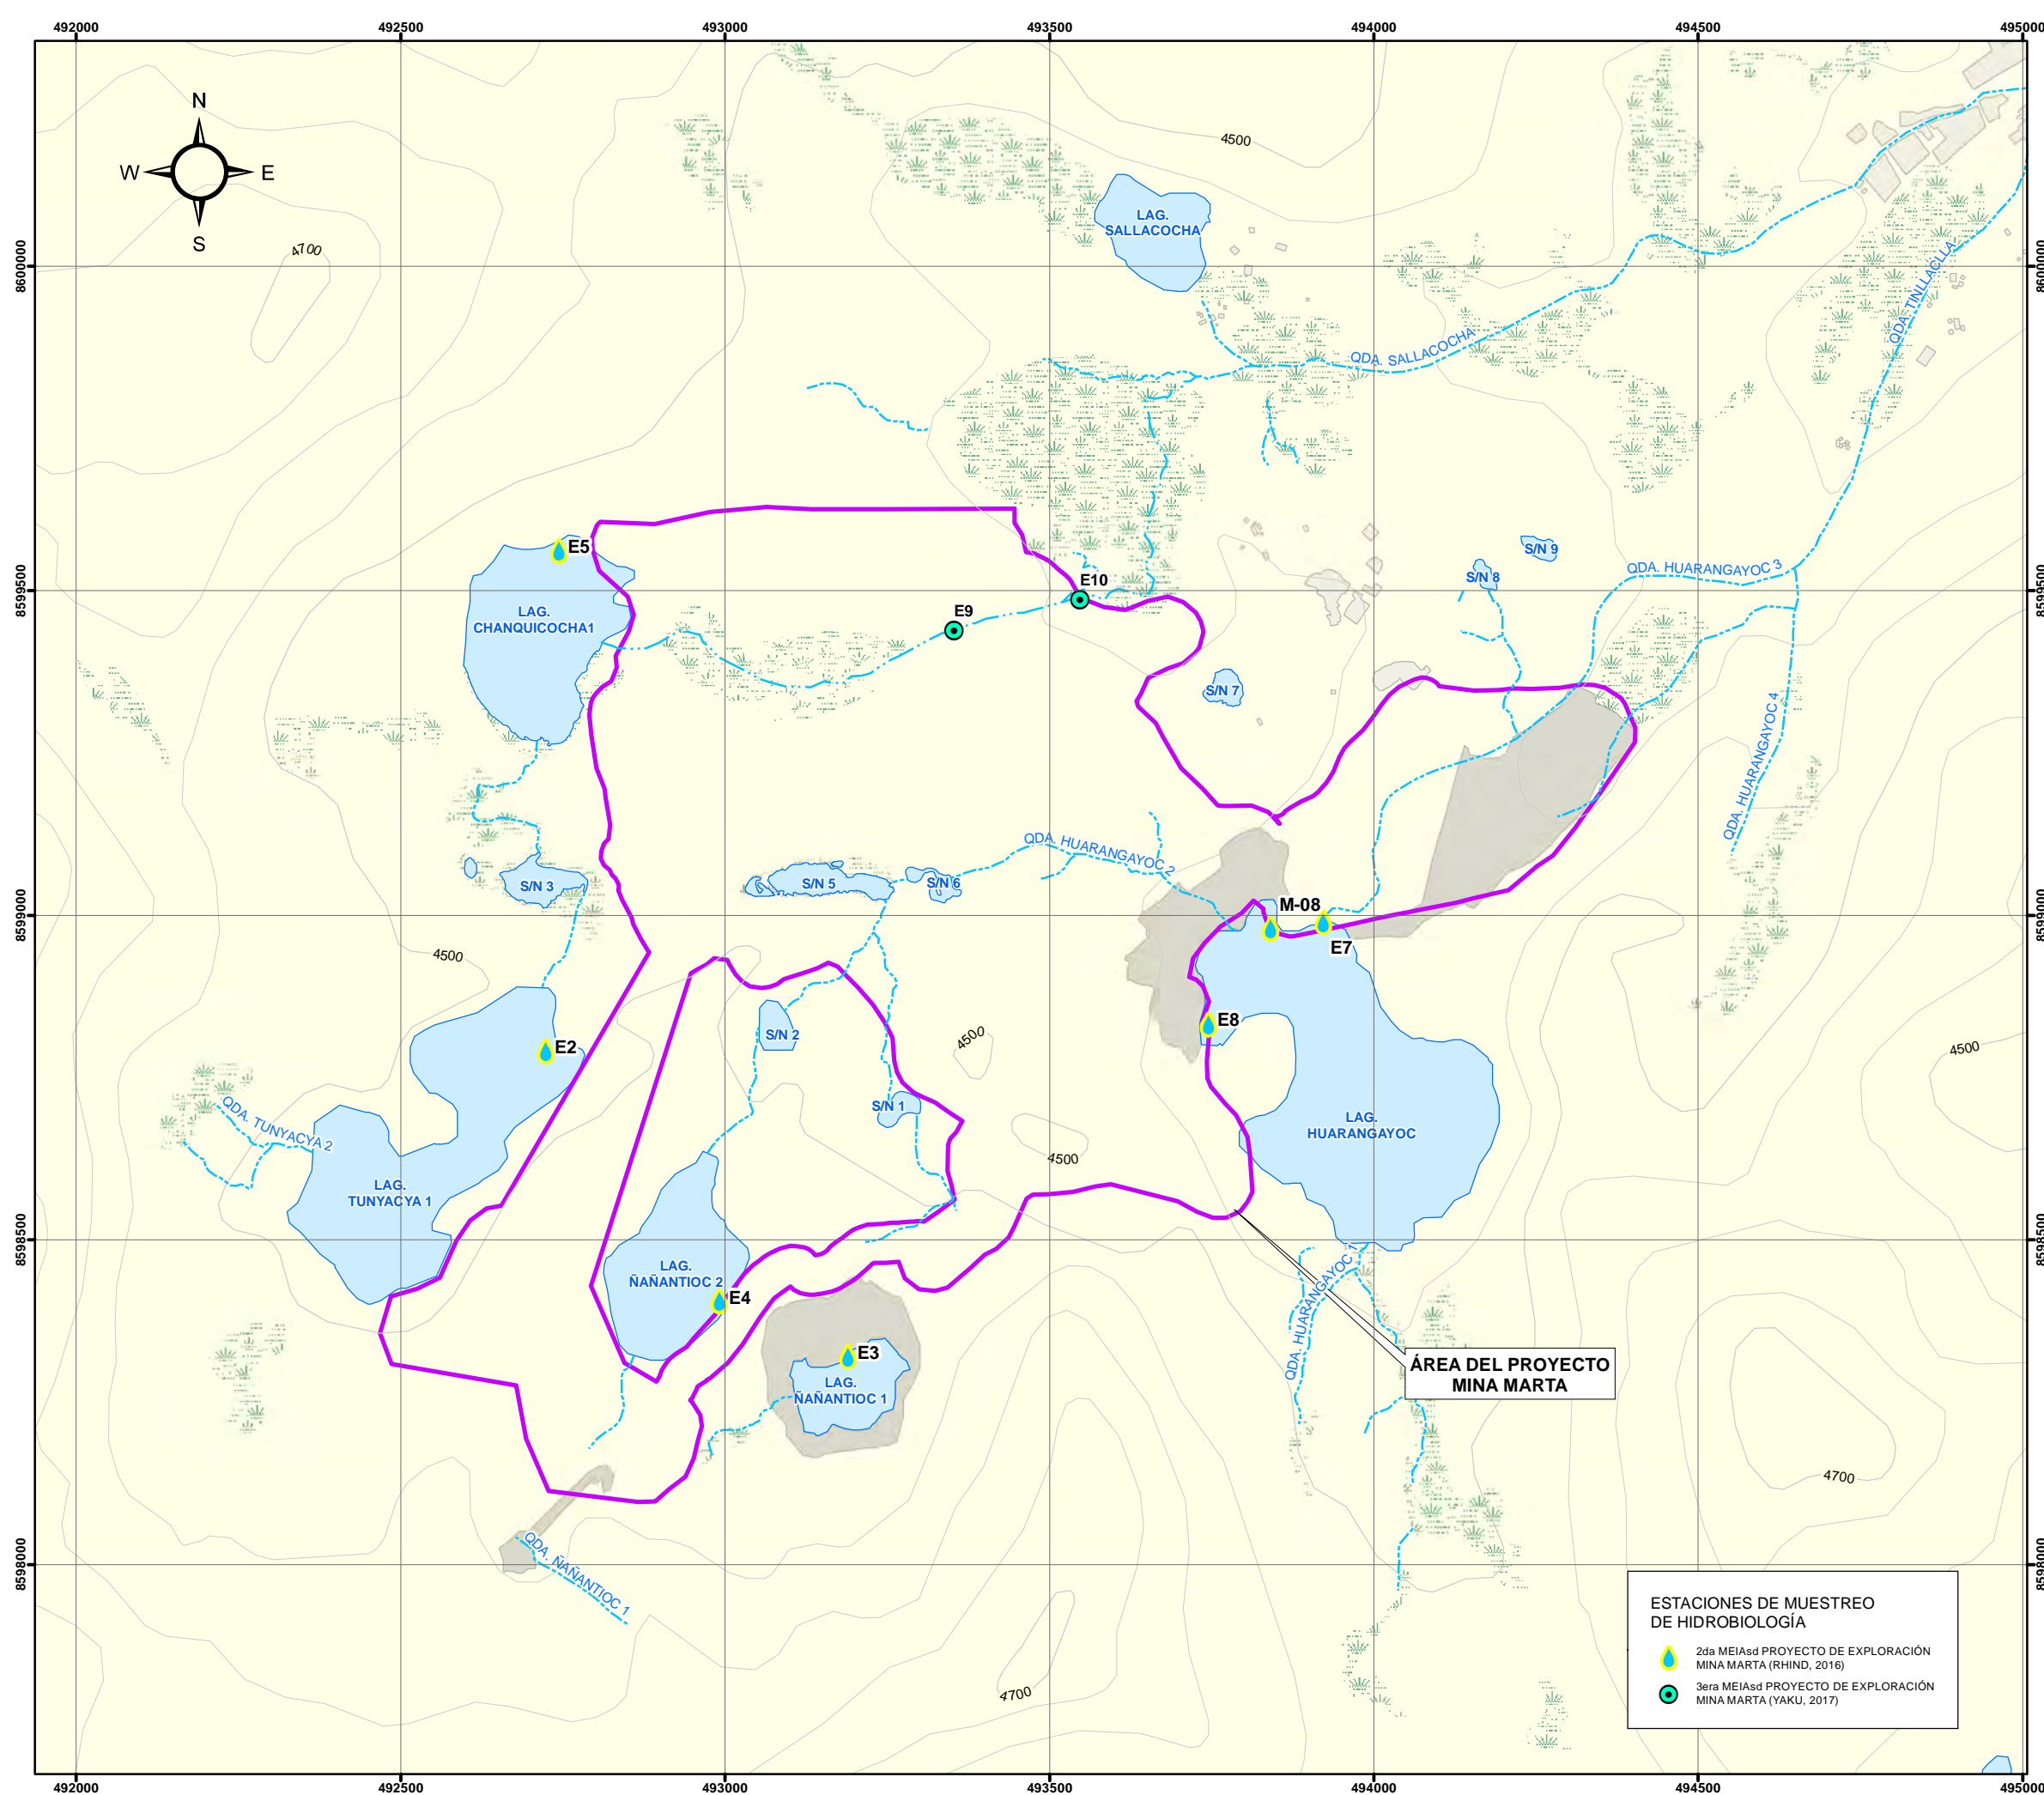 492000 492500 493000 493500 494000 494500 495000
N
W E
S
4500
4700
LAG.
SALLACOCHA
8600000 8600000
QDA. TINLLACLLA
QDA. SALLACOCHA
E5
S/N 9
QDA. HUARANGAYOC 3
S/N 8
E10
8599500 8599500
E9
LAG.
CHANQUICOCHA1
S/N 7
QDA. HUARANGAYOC 4
QDA. HUARANGAYOC 2
S/N 3
S/N 5
S/N 6
M-08
8599000 8599000
E7
4500
E8
S/N 2
4500
E2
4500
S/N 1
QDA. TUNYACYA 2
LAG.
HUARANGAYOC
4500
LAG.
TUNYACYA 1
8598500 8598500
LAG.
ÑAÑANTIOC 2
E4
QDA. HUARANGAYOC 1
E3
ÁREA DEL PROYECTO
MINA MARTA
LAG.
ÑAÑANTIOC 1
4700
8598000 8598000
QDA. ÑAÑANTIOC 1
ESTACIONES DE MUESTREO
DE HIDROBIOLOGÍA
2da MEIAsd PROYECTO DE EXPLORACIÓN
MINA MARTA (RHIND, 2016)
3era MEIAsd PROYECTO DE EXPLORACIÓN
MINA MARTA (YAKU, 2017)
4700
492000 492500 493000 493500 494000 494500 495000